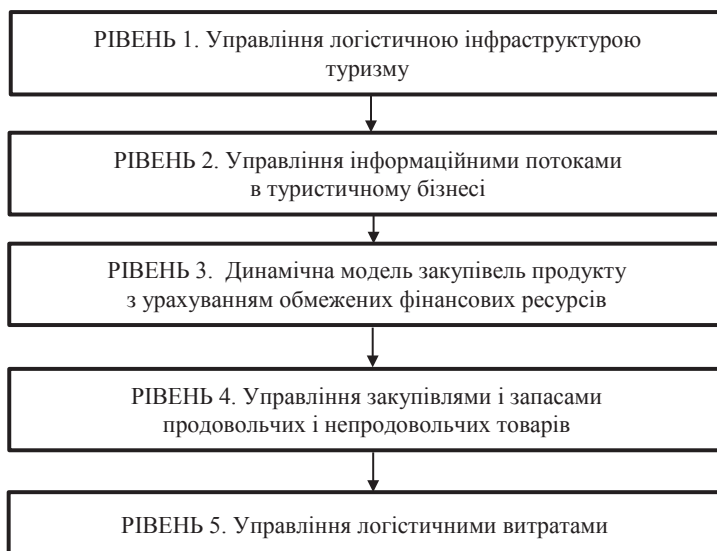 РІВЕНЬ 1. Управління логістичною інфраструктурою
туризму
РІВЕНЬ 2. Управління інформаційними потоками
в туристичному бізнесі
РІВЕНЬ 3. Динамічна модель закупівель продукту
з урахуванням обмежених фінансових ресурсів
РІВЕНЬ 4. Управління закупівлями і запасами
продовольчих і непродовольчих товарів
РІВЕНЬ 5. Управління логістичними витратами